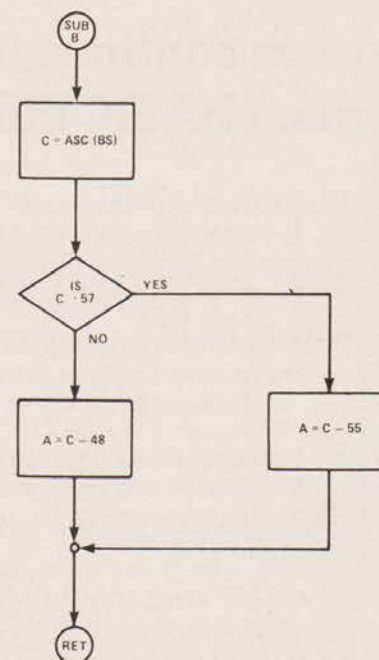 SUB
B
C = ASC (BS)
IS
C · 57
YES
NO
A = C – 48
A = C – 55
RET